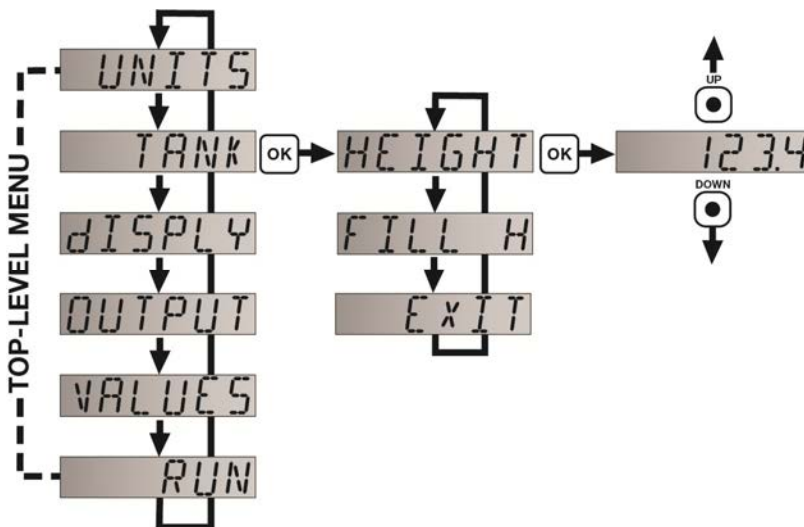 TOP-LEVEL MENU
UNITS
TANK
dISPLY
OUTPUT
VALUES
RUN
OK
HEIGHT
FILL H
EXIT
OK
UP
123.4
DOWN